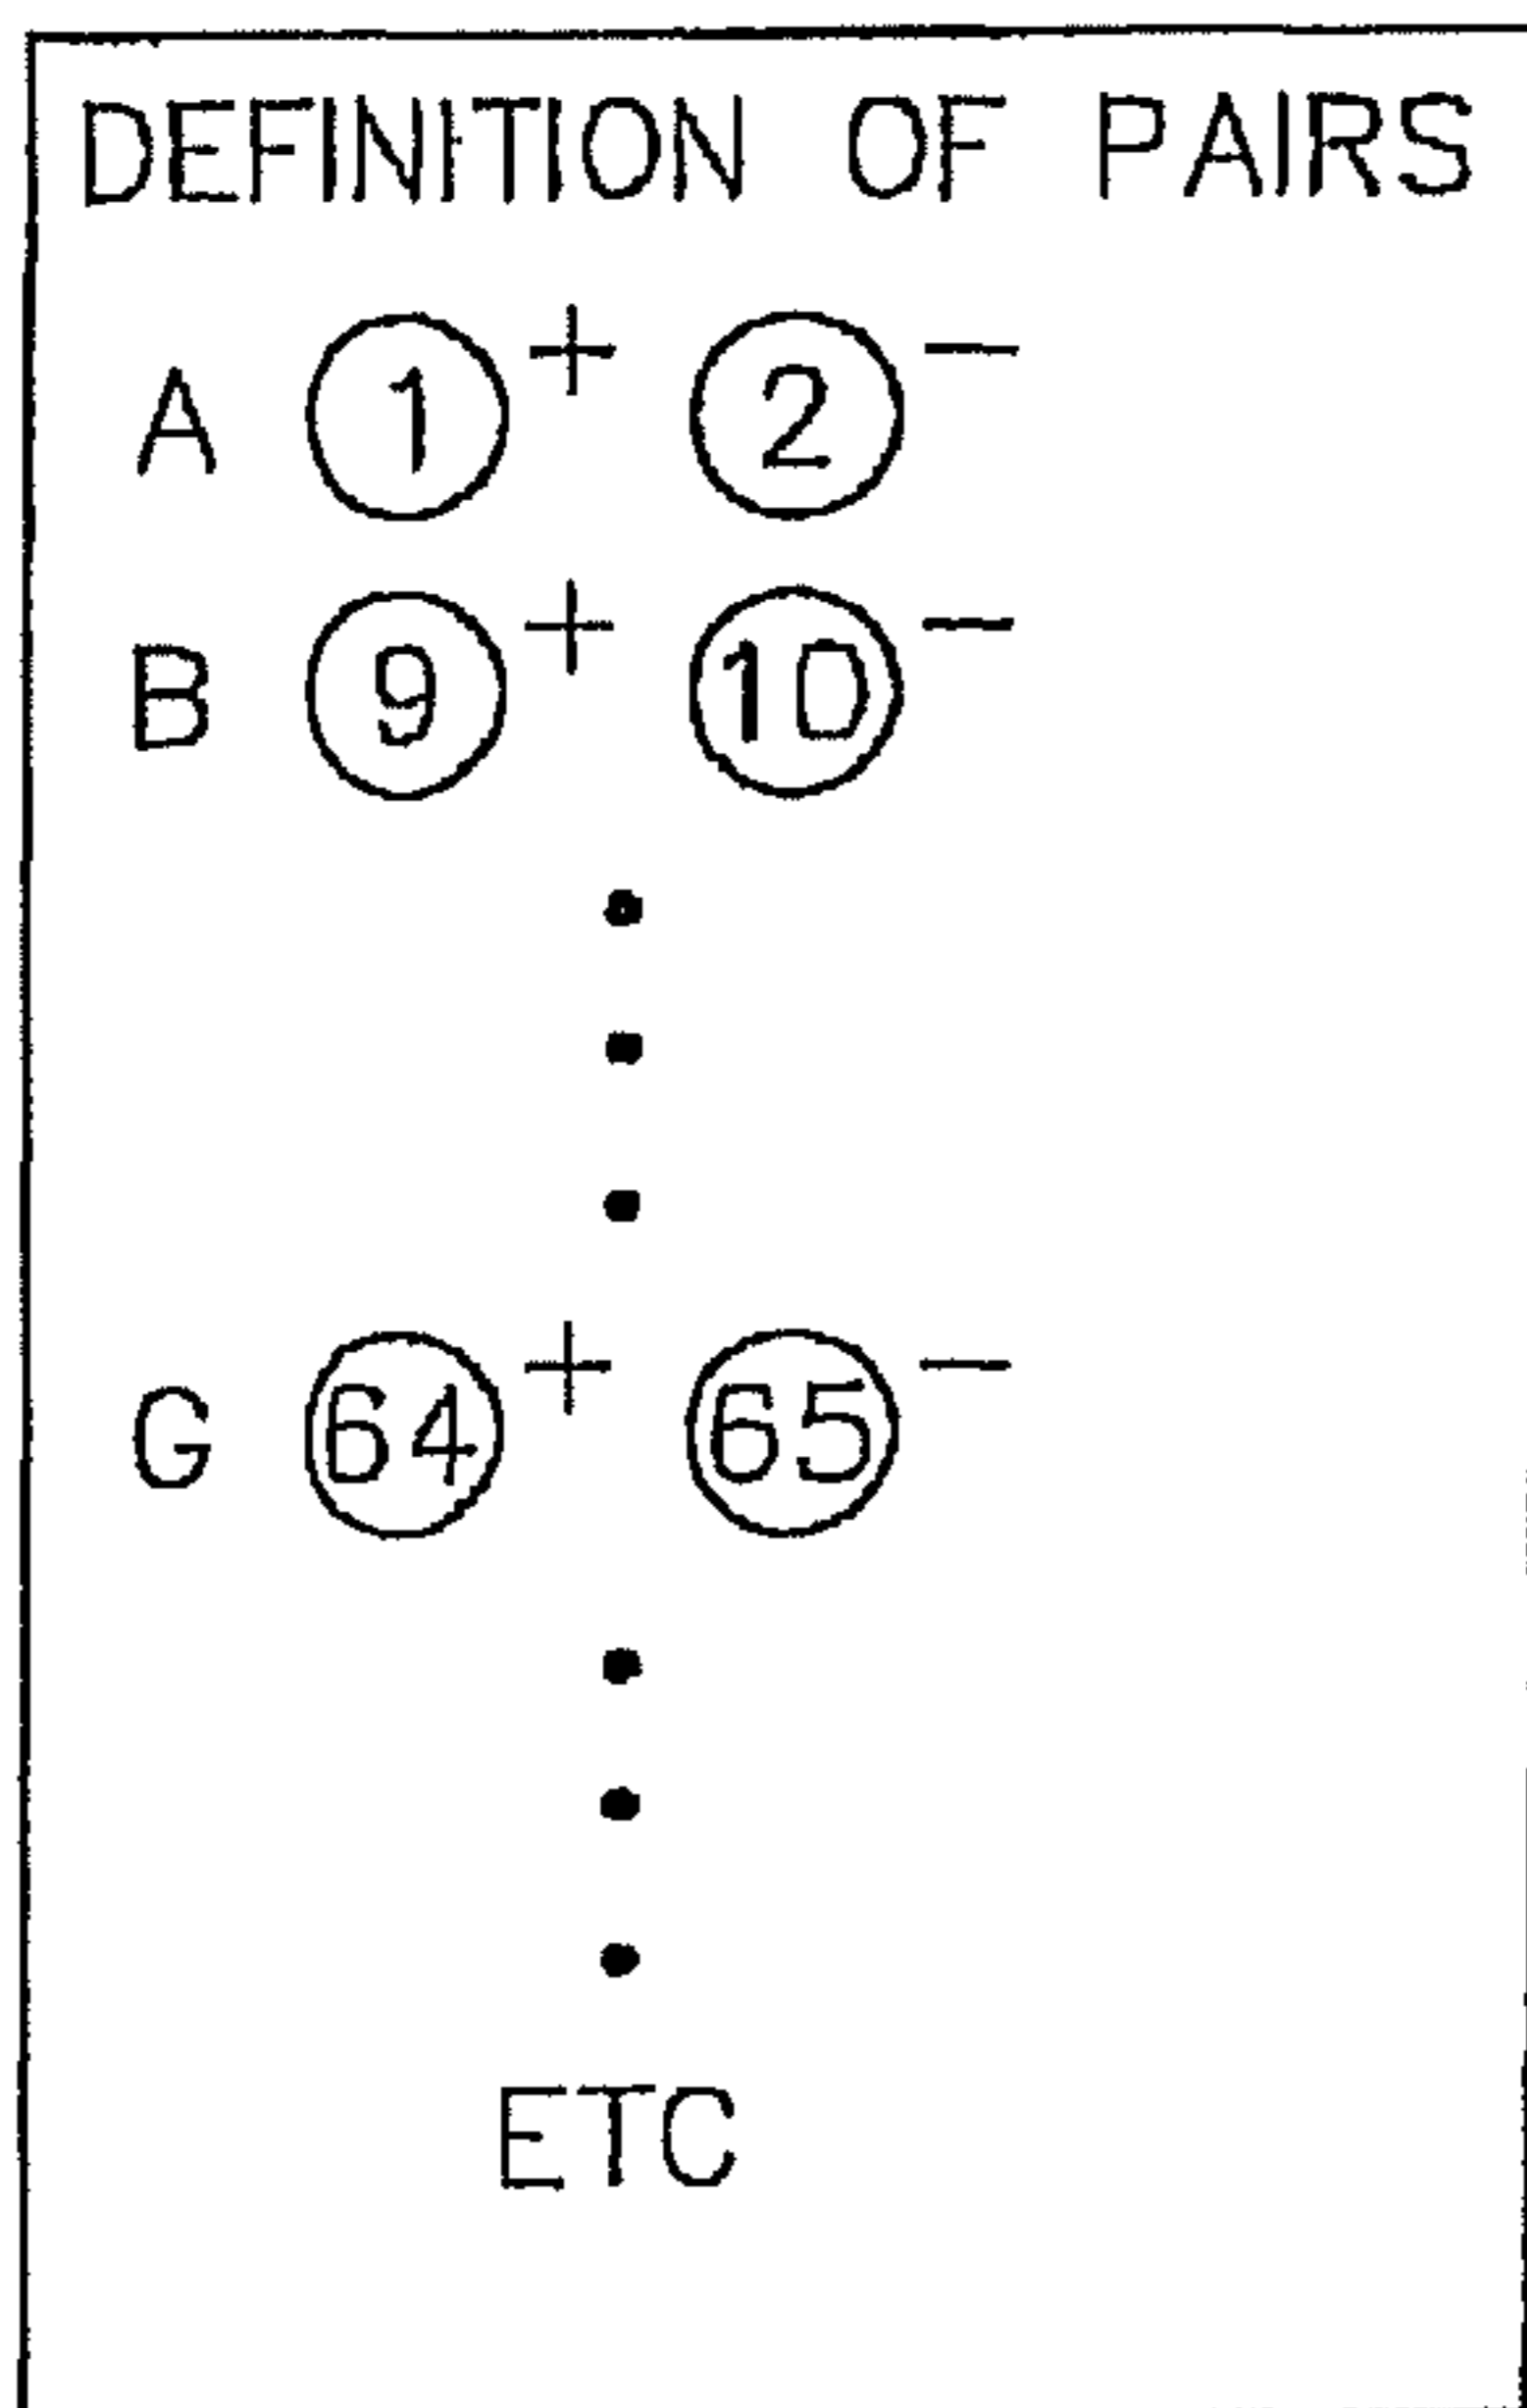 DEFINITION OF PAIRS
A 1+ 2−
B 9+ 10−
G 64+ 65−
ETC